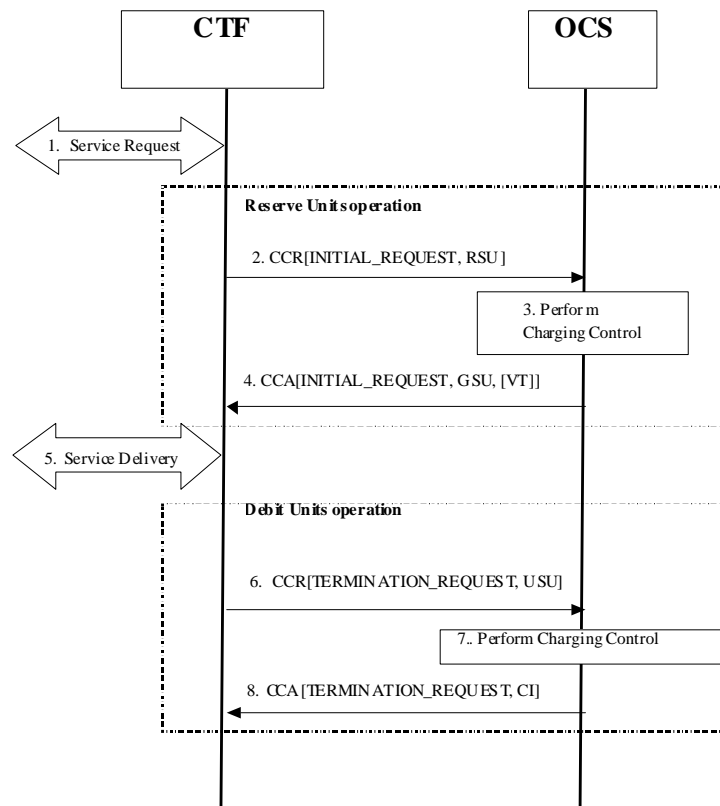 CTF
OCS
1. Service Request
Reserve Units operation
2. CCR[INITIAL_REQUEST, RSU]
3. Perform
Charging Control
4. CCA[INITIAL_REQUEST, GSU, [VT]]
5. Service Delivery
Debit Units operation
6. CCR[TERMINATION_REQUEST, USU]
7.. Perform Charging Control
8. CCA[TERMINATION_REQUEST, CI]